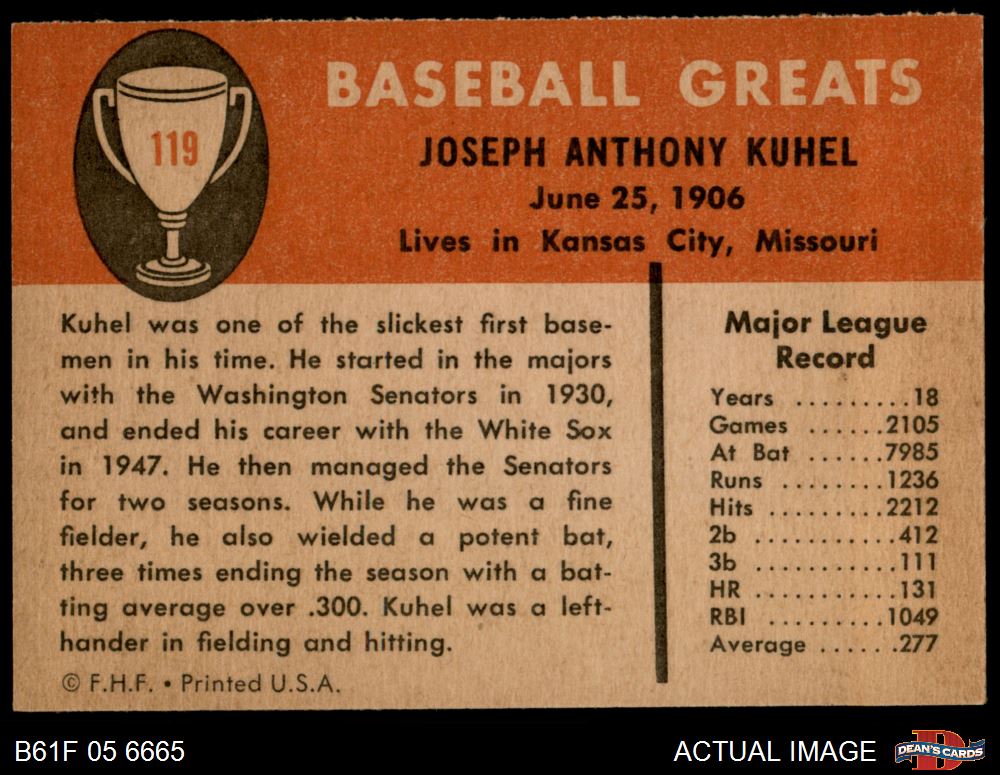 119
BASEBALL GREATS
JOSEPH ANTHONY KUHEL
June 25, 1906
Lives in Kansas City, Missouri
Kuhel was one of the slickest first base-
men in his time. He started in the majors
with the Washington Senators in 1930,
and ended his career with the White Sox
in 1947. He then managed the Senators
for two seasons. While he was a fine
fielder, he also wielded a potent bat,
three times ending the season with a bat-
ting average over .300. Kuhel was a left-
hander in fielding and hitting.
© F.H.F. • Printed U.S.A.
Major League
Record
Years .........18
Games ......2105
At Bat ......7985
Runs ........1236
Hits .........2212
2b ...........412
3b ...........111
HR ...........131
RBI .........1049
Average ......277
B61F 05 6665
ACTUAL IMAGE
D
DEAN'S CARDS